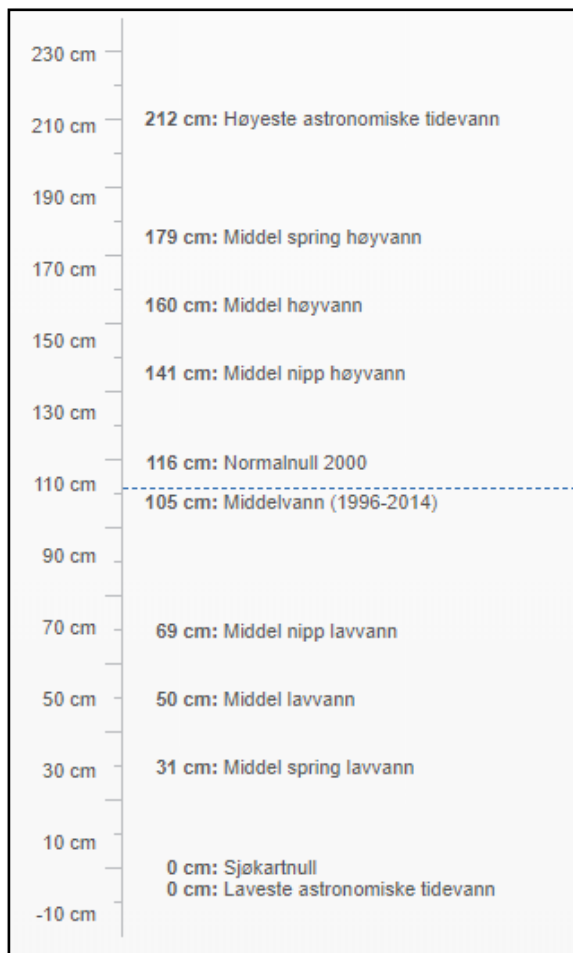 230 cm
210 cm
212 cm: Høyeste astronomiske tidevann
190 cm
179 cm: Middel spring høyvann
170 cm
160 cm: Middel høyvann
150 cm
141 cm: Middel nipp høyvann
130 cm
116 cm: Normalnull 2000
110 cm
105 cm: Middelvann (1996-2014)
90 cm
70 cm
69 cm: Middel nipp lavvann
50 cm
50 cm: Middel lavvann
30 cm
31 cm: Middel spring lavvann
10 cm
0 cm: Sjøkartnull
0 cm: Laveste astronomiske tidevann
-10 cm